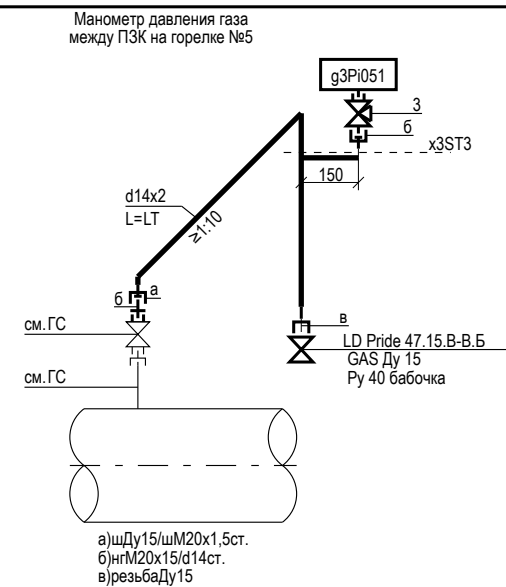 Манометр давления газа
между ПЗК на горелке №5
g3Pi051
3
б
x3ST3
150
d14x2
L=LT
≥1:10
а
б
см.ГС
в
LD Pride 47.15.В-В.Б
GAS Ду 15
Ру 40 бабочка
см.ГС
а)шДу15/шМ20х1,5ст.
б)нгМ20х15/d14ст.
в)резьбаДу15